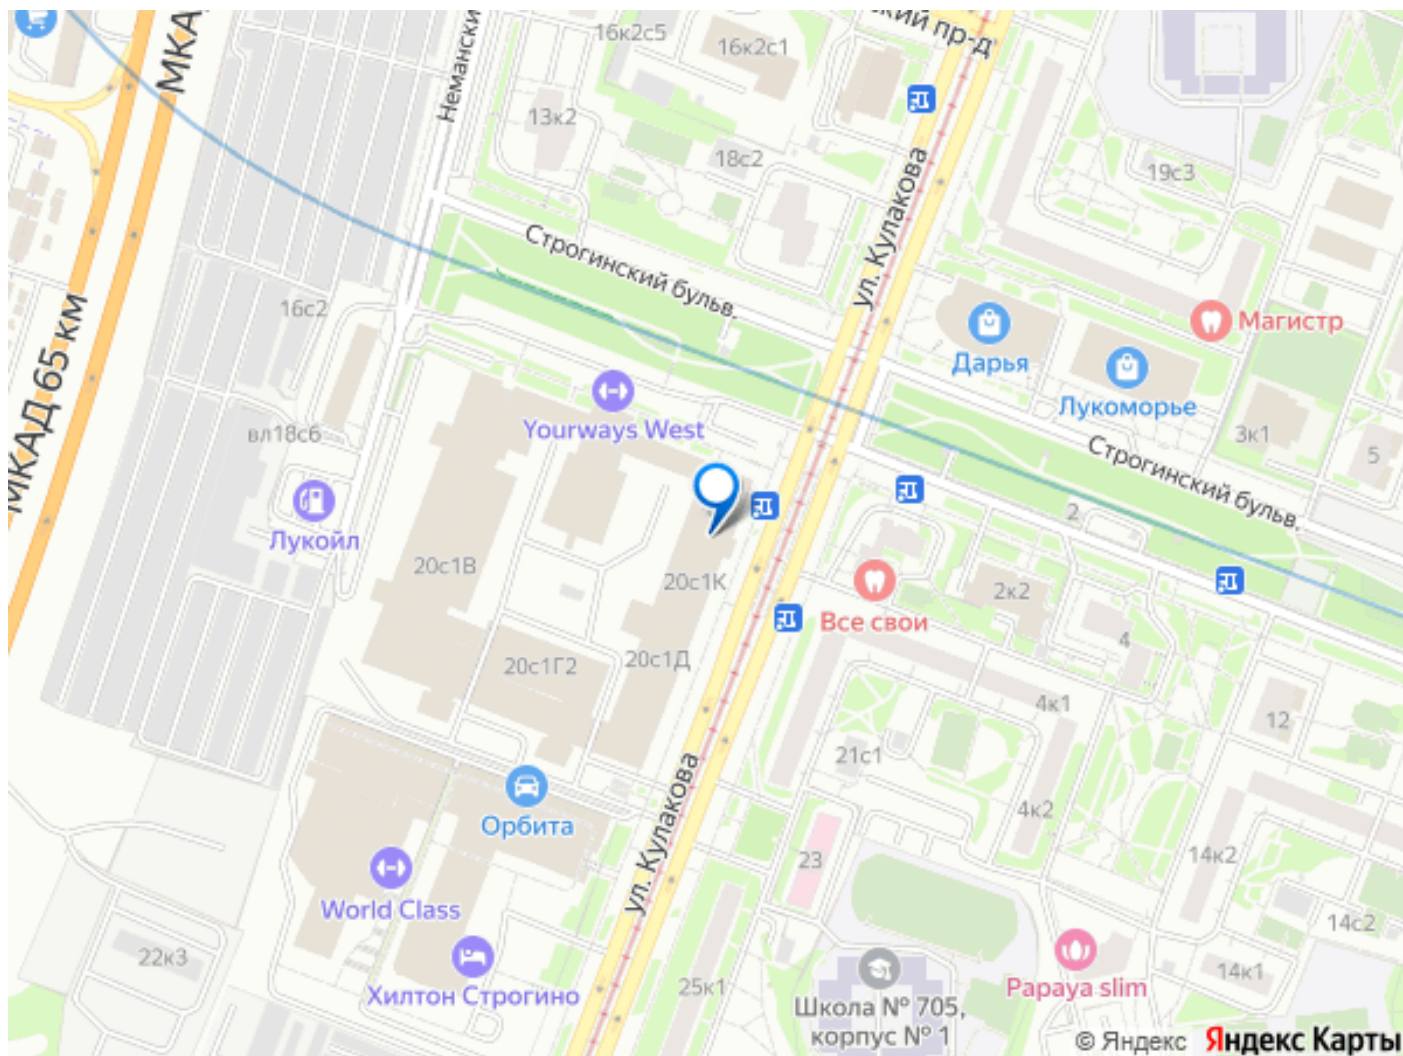 МКА
Немански
16к2с5
16к2с1
ский пр-д
13к2
18с2
19с3
ул. Кулакова
Строгинский бульв.
16с2
Магистр
Дарья
Лукоморье
МКАД 65 км
Yourways West
вл18с6
3к1
5
Строгинский бульв.
Лукойл
2
20с1В
20с1К
2к2
Все свои
4
20с1Г2
20с1Д
4к1
12
21с1
ул. Кулакова
Орбита
4к2
23
14к2
World Class
14с2
22к3
Хилтон Строгино
25к1
Papaya slim
14к1
Школа № 705,
корпус № 1
© Яндекс Яндекс Карты